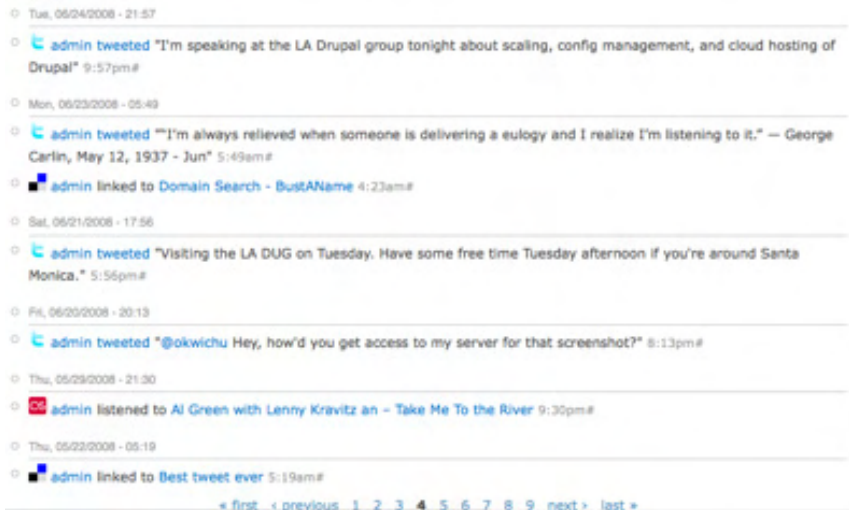 Tue, 06/24/2008 - 21:57
admin tweeted "I'm speaking at the LA Drupal group tonight about scaling, config management, and cloud hosting of
Drupal" 9:57pm#
Mon, 06/23/2008 - 05:49
admin tweeted ""I'm always relieved when someone is delivering a eulogy and I realize I'm listening to it." — George
Carlin, May 12, 1937 - Jun" 5:49am#
admin linked to Domain Search - BustAName 4:23am#
Sat, 06/21/2008 - 17:56
admin tweeted "Visiting the LA DUG on Tuesday. Have some free time Tuesday afternoon if you're around Santa
Monica." 5:56pm#
Fri, 06/20/2008 - 20:13
admin tweeted "@okwichu Hey, how'd you get access to my server for that screenshot?" 8:13pm#
Thu, 05/29/2008 - 21:30
admin listened to Al Green with Lenny Kravitz an – Take Me To the River 9:30pm#
Thu, 05/22/2008 - 05:19
admin linked to Best tweet ever 5:19am#
« first ‹ previous 1 2 3 4 5 6 7 8 9 next › last »